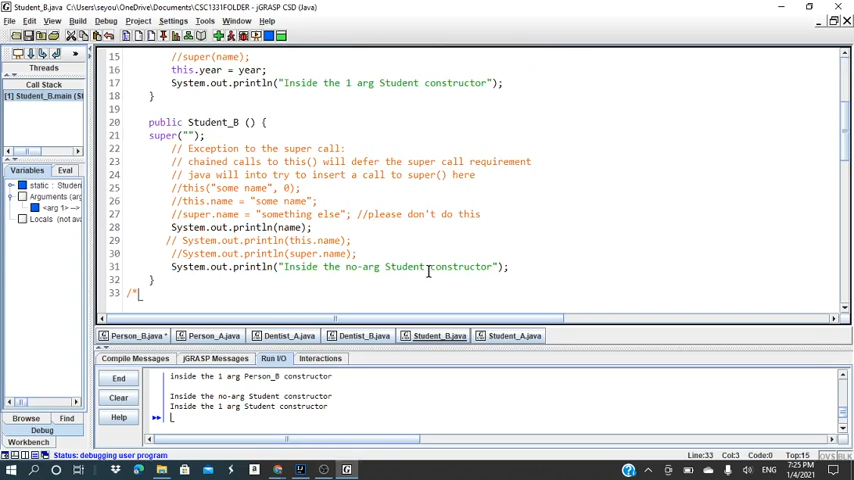 Student_B.java in C:\Users\seyou\OneDrive\Documents\CSC1331FOLDER - jGRASP CSD (Java)
File Edit View Build Debug Project Settings Tools Window Help
Threads
Call Stack
[1] Student_B.main (St
Variables Eval
static : Studen
Arguments (arg
<arg 1> -->
Locals (not ava
Browse Find
Debug
Workbench
15 //super(name);
16 this.year = year;
17 System.out.println("Inside the 1 arg Student constructor");
18 }
19
20 public Student_B () {
21 super("");
22 // Exception to the super call:
23 // chained calls to this() will defer the super call requirement
24 // java will into try to insert a call to super() here
25 //this("some name", 0);
26 //this.name = "some name";
27 //super.name = "something else"; //please don't do this
28 System.out.println(name);
29 // System.out.println(this.name);
30 //System.out.println(super.name);
31 System.out.println("Inside the no-arg Student constructor");
32 }
33 /*
Person_B.java * Person_A.java Dentist_A.java Dentist_B.java Student_B.java Student_A.java
Compile Messages jGRASP Messages Run I/O Interactions
End
Clear
Help
inside the 1 arg Person_B constructor
Inside the no-arg Student constructor
Inside the 1 arg Student constructor
Status: debugging user program
Line:33 Col:3 Code:0 Top:15 OVS BLK
ENG
7:25 PM
1/4/2021